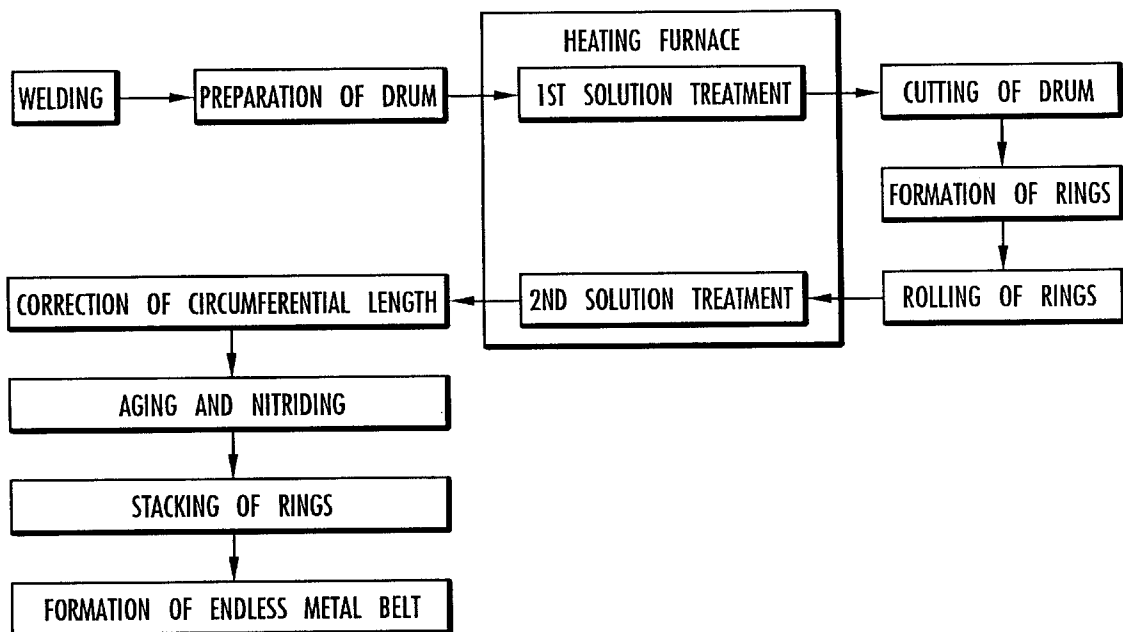 HEATING FURNACE
WELDING
PREPARATION OF DRUM
1ST SOLUTION TREATMENT
CUTTING OF DRUM
FORMATION OF RINGS
ROLLING OF RINGS
2ND SOLUTION TREATMENT
CORRECTION OF CIRCUMFERENTIAL LENGTH
AGING AND NITRIDING
STACKING OF RINGS
FORMATION OF ENDLESS METAL BELT